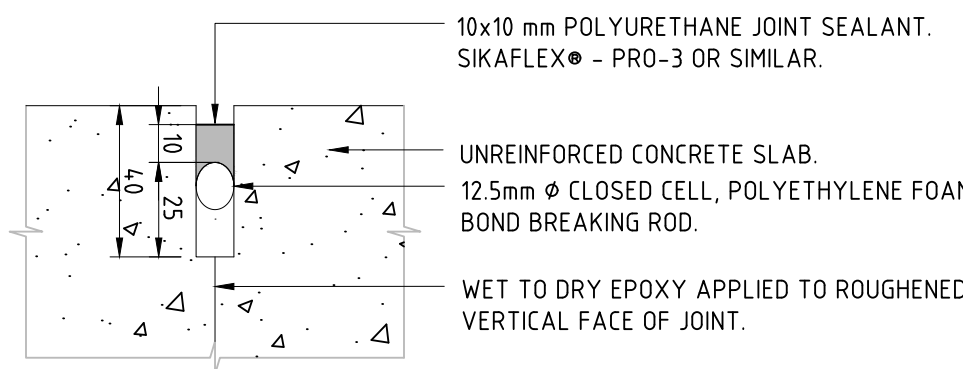 10x10 mm POLYURETHANE JOINT SEALANT.
SIKAFLEX® - PRO-3 OR SIMILAR.
10
40
25
UNREINFORCED CONCRETE SLAB.
12.5mm Ø CLOSED CELL, POLYETHYLENE FOAM
BOND BREAKING ROD.
WET TO DRY EPOXY APPLIED TO ROUGHENED
VERTICAL FACE OF JOINT.